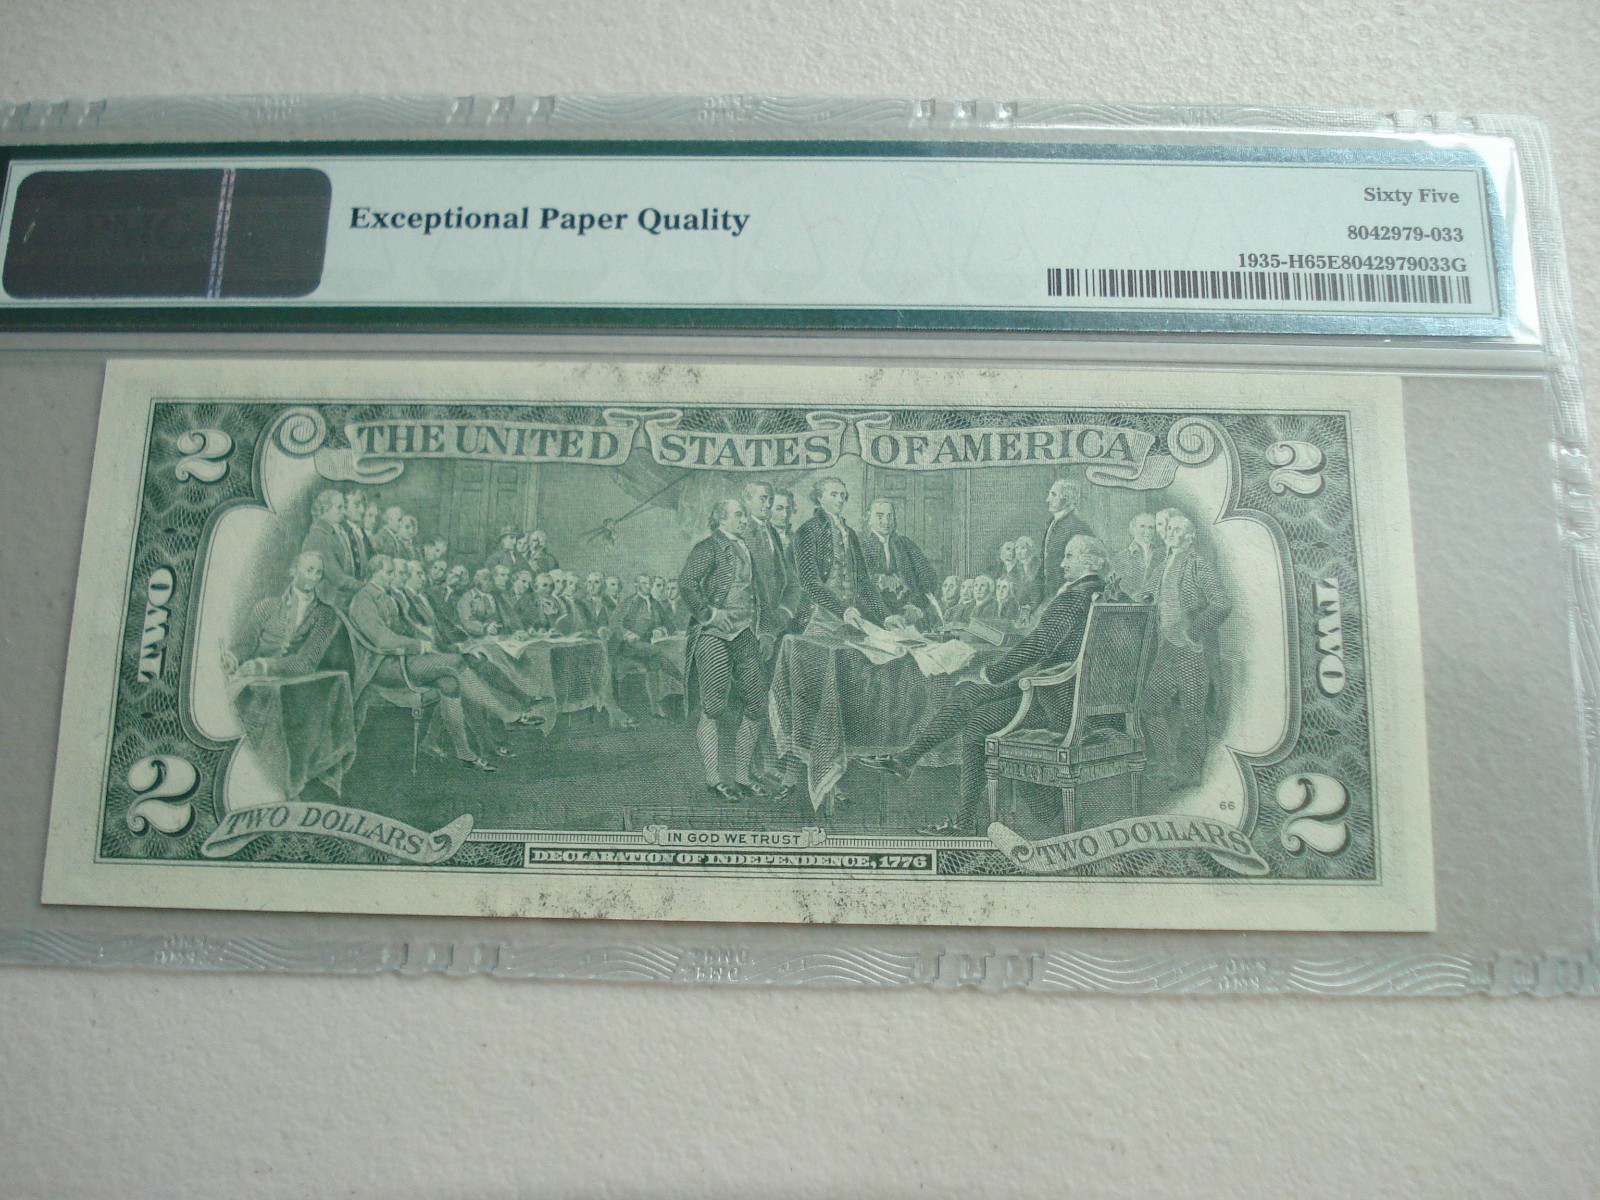 Exceptional Paper Quality
Sixty Five
8042979-033
1935-H65E8042979033G
THE UNITED STATES OF AMERICA
2
2
TWO
TWO
2
2
66
TWO DOLLARS
IN GOD WE TRUST
TWO DOLLARS
DECLARATION OF INDEPENDENCE, 1776